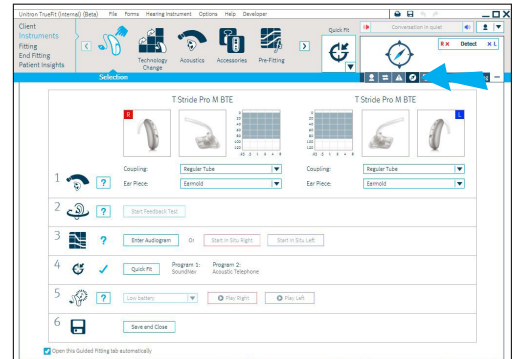 Unitron TrueFit (internal) (Beta) File Forms Hearing instrument Options Help Developer
Client
Instruments
Fitting
End Fitting
Patient Insights
Technology
Change
Acoustics
Accessories
Pre-Fitting
Quick Fit
Conversation in quiet
R X Detect X L
Selection
T Stride Pro M BTE
T Stride Pro M BTE
R
L
Coupling: Regular Tube
Ear Piece: Earmold
Coupling: Regular Tube
Ear Piece: Earmold
1 ?
2 ? Start Feedback Test
3 ? Enter Audiogram Or Start In Situ Right Start In Situ Left
4 Quick Fit Program 1: Program 2:
SoundNav Acoustic Telephone
5 ? Low battery Play Right Play Left
6 Save and Close
Open this Guided Fitting tab automatically